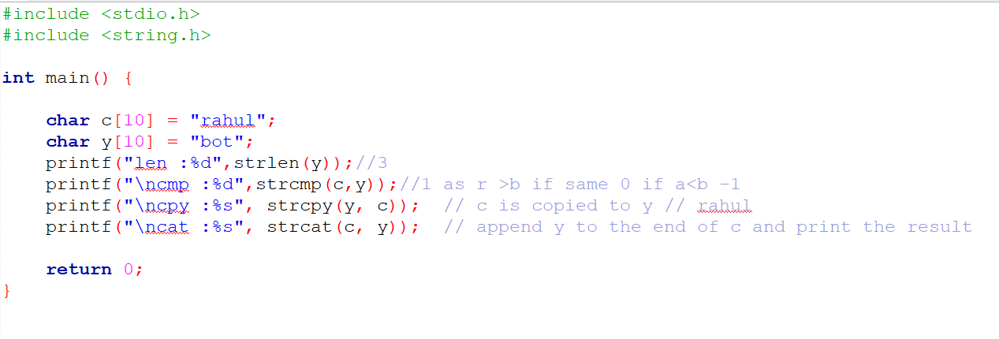 #include <stdio.h>
#include <string.h>

int main() {

    char c[10] = "rahul";
    char y[10] = "bot";
    printf("len :%d",strlen(y));//3
    printf("\ncmp :%d",strcmp(c,y));//1 as r >b if same 0 if a<b -1
    printf("\ncpy :%s", strcpy(y, c));  // c is copied to y // rahul
    printf("\ncat :%s", strcat(c, y));  // append y to the end of c and print the result

    return 0;
}